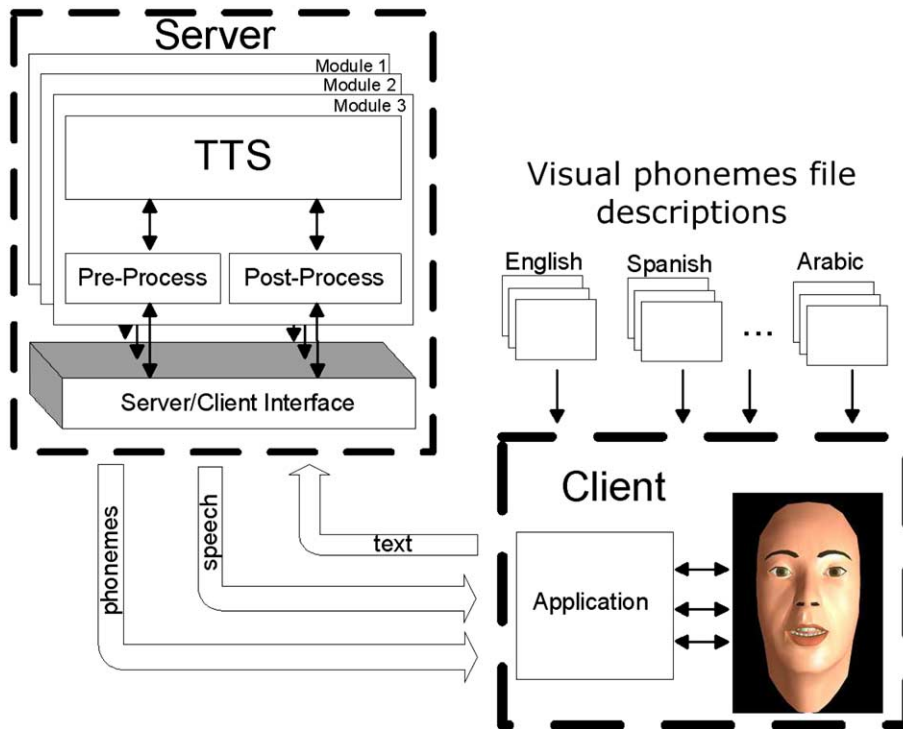 Server
Module 1
Module 2
Module 3
TTS
Pre-Process
Post-Process
Server/Client Interface
Visual phonemes file
descriptions
English
Spanish
...
Arabic
phonemes
speech
text
Client
Application